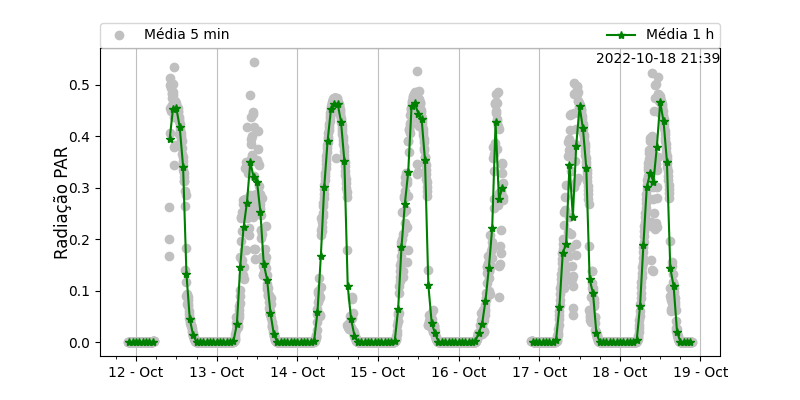 Média 5 min
Média 1 h
2022-10-18 21:39
Radiação PAR
0.5
0.4
0.3
0.2
0.1
0.0
12 - Oct
13 - Oct
14 - Oct
15 - Oct
16 - Oct
17 - Oct
18 - Oct
19 - Oct